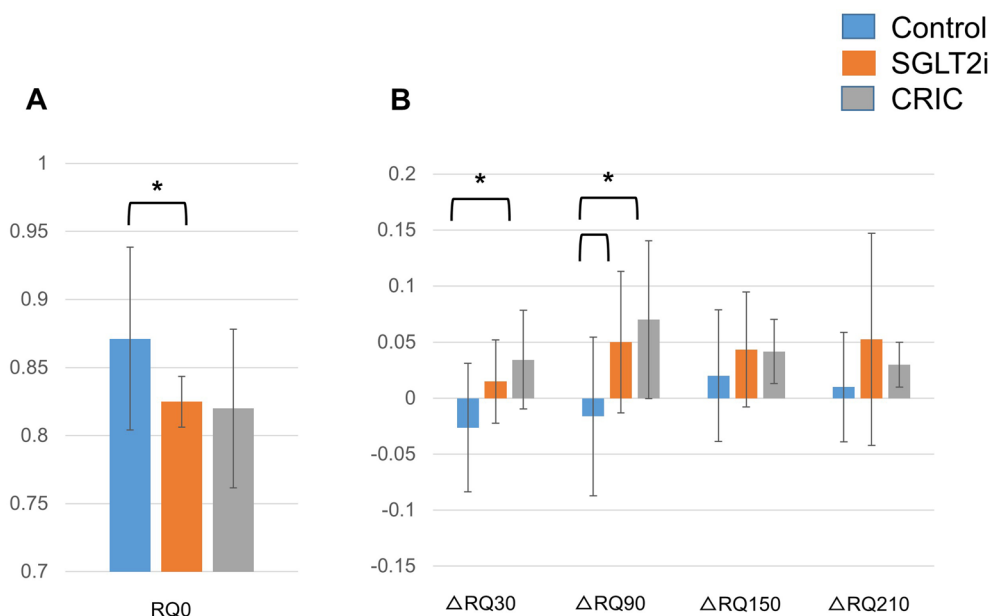 Control
SGLT2i
CRIC
A
B
1
0.95
0.9
0.85
0.8
0.75
0.7
*
RQ0
0.2
0.15
0.1
0.05
0
-0.05
-0.1
-0.15
*
*
△RQ30
△RQ90
△RQ150
△RQ210